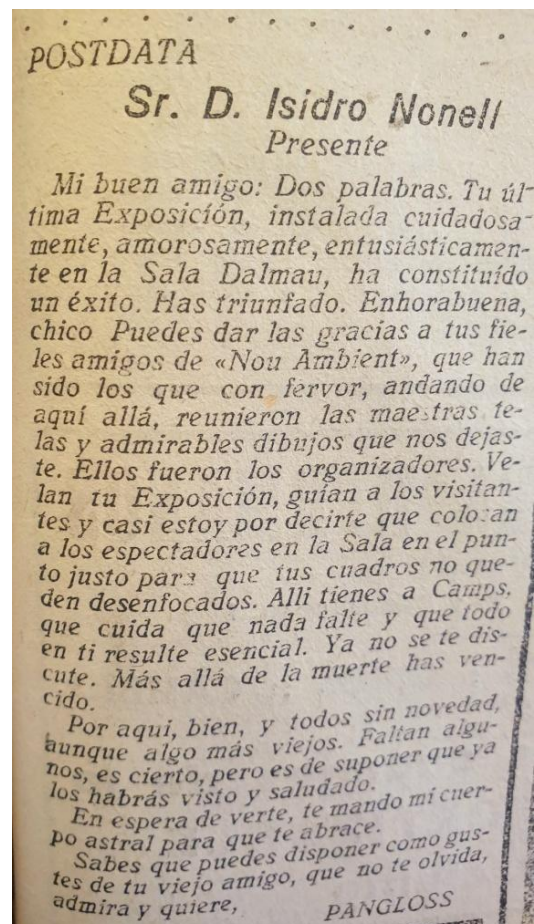 POSTDATA
Sr. D. Isidro Nonell
Presente
Mi buen amigo: Dos palabras. Tu úl-
tima Exposición, instalada cuidadosa-
mente, amorosamente, entusiásticamen-
te en la Sala Dalmau, ha constituído
un éxito. Has triunfado. Enhorabuena,
chico Puedes dar las gracias a tus fie-
les amigos de «Nou Ambient», que han
sido los que con fervor, andando de
aquí allá, reunieron las maestras te-
las y admirables dibujos que nos dejas-
te. Ellos fueron los organizadores. Ve-
lan tu Exposición, guían a los visitan-
tes y casi estoy por decirte que colocan
a los espectadores en la Sala en el pun-
to justo para que tus cuadros no que-
den desenfocados. Alli tienes a Camps,
que cuida que nada falte y que todo
en ti resulte esencial. Ya no se te dis-
cute. Más allá de la muerte has ven-
cido.
Por aquí, bien, y todos sin novedad,
aunque algo más viejos. Faltan algu-
nos, es cierto, pero es de suponer que ya
los habrás visto y saludado.
En espera de verte, te mando mi cuer-
po astral para que te abrace.
Sabes que puedes disponer como gus-
tes de tu viejo amigo, que no te olvida,
admira y quiere,
PANGLOSS